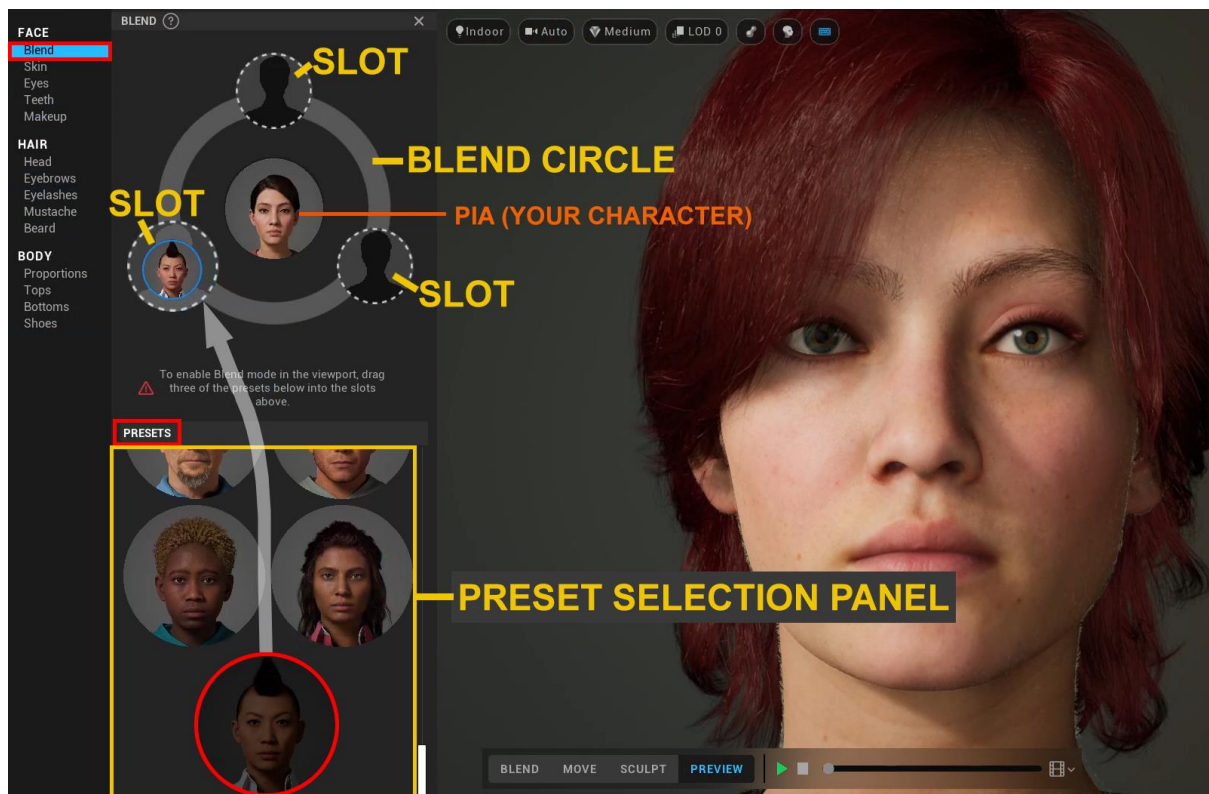 FACE
Blend
Skin
Eyes
Teeth
Makeup
HAIR
Head
Eyebrows
Eyelashes
Mustache
Beard
BODY
Proportions
Tops
Bottoms
Shoes
BLEND ?
SLOT
BLEND CIRCLE
SLOT
PIA (YOUR CHARACTER)
SLOT
To enable Blend mode in the viewport, drag
three of the presets below into the slots
above.
PRESETS
PRESET SELECTION PANEL
Indoor
Auto
Medium
LOD 0
BLEND MOVE SCULPT PREVIEW